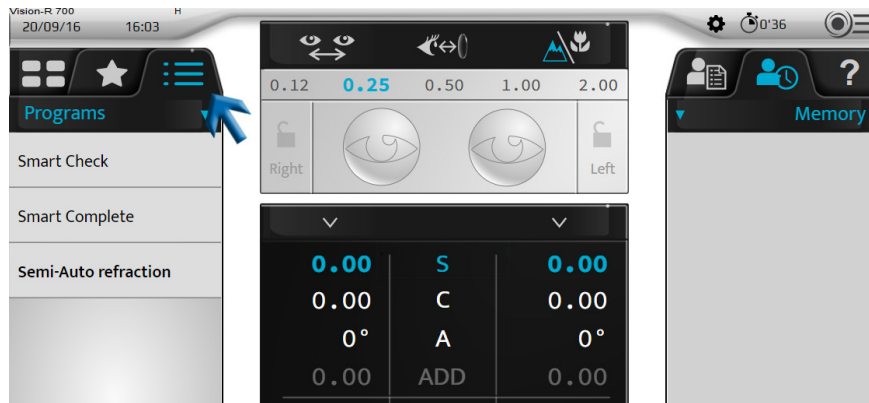 Vision-R 700
H
20/09/16 16:03
0'36
Programs
Smart Check
Smart Complete
Semi-Auto refraction
0.12 0.25 0.50 1.00 2.00
Right
Left
0.00 S 0.00
0.00 C 0.00
0° A 0°
0.00 ADD 0.00
?
Memory